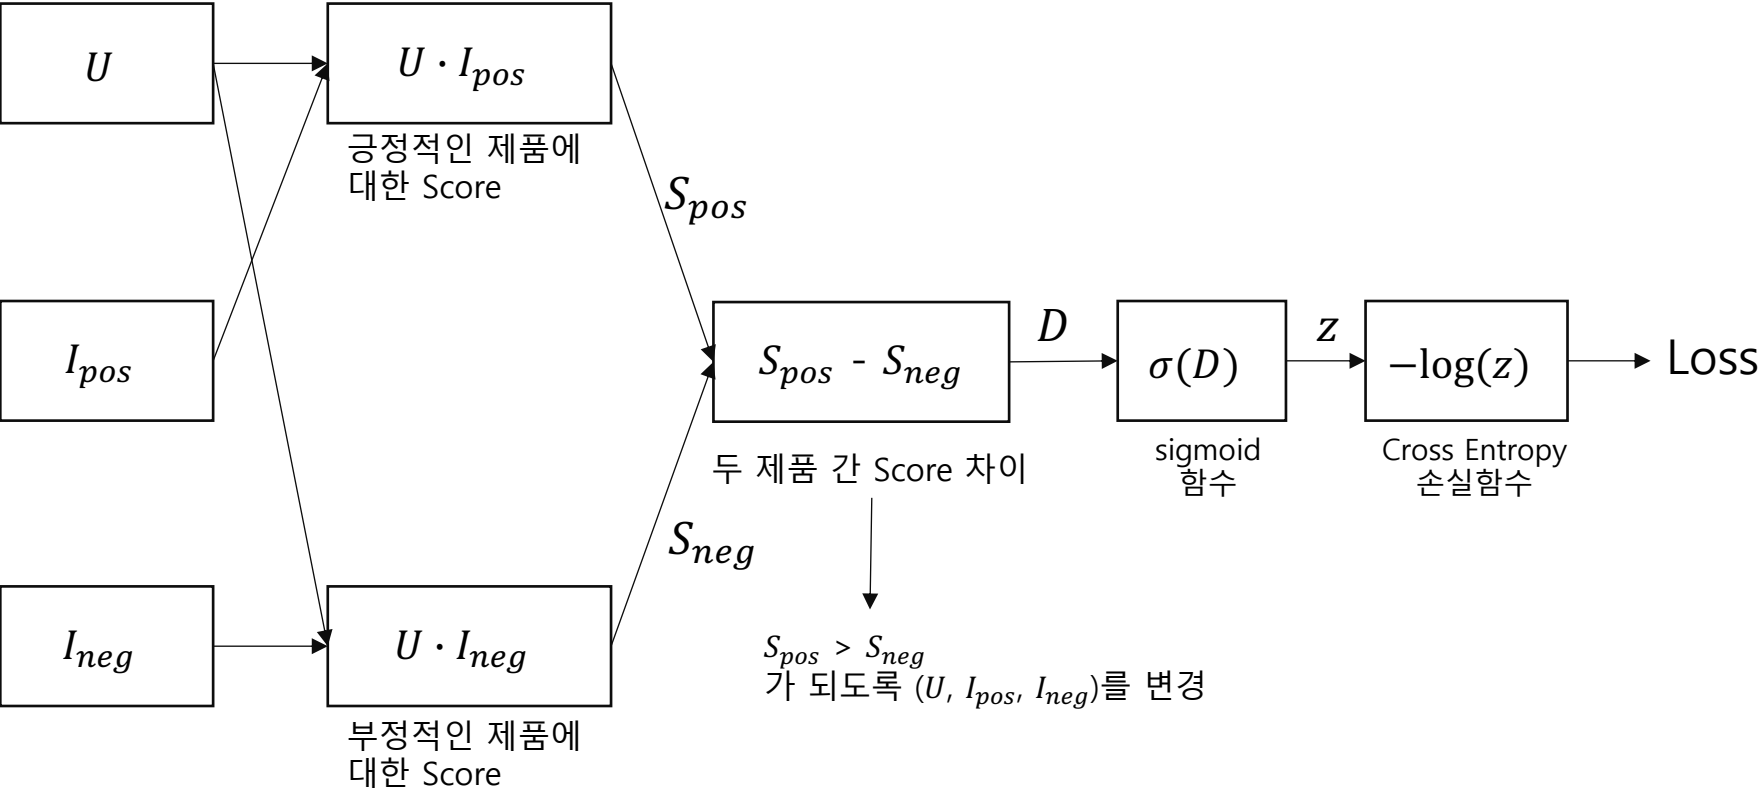 U
U · I_pos
긍정적인 제품에
대한 Score
S_pos
I_pos
S_pos - S_neg
D
σ(D)
z
−log(z)
Loss
두 제품 간 Score 차이
sigmoid
함수
Cross Entropy
손실함수
S_neg
I_neg
U · I_neg
부정적인 제품에
대한 Score
S_pos > S_neg
가 되도록 (U, I_pos, I_neg)를 변경